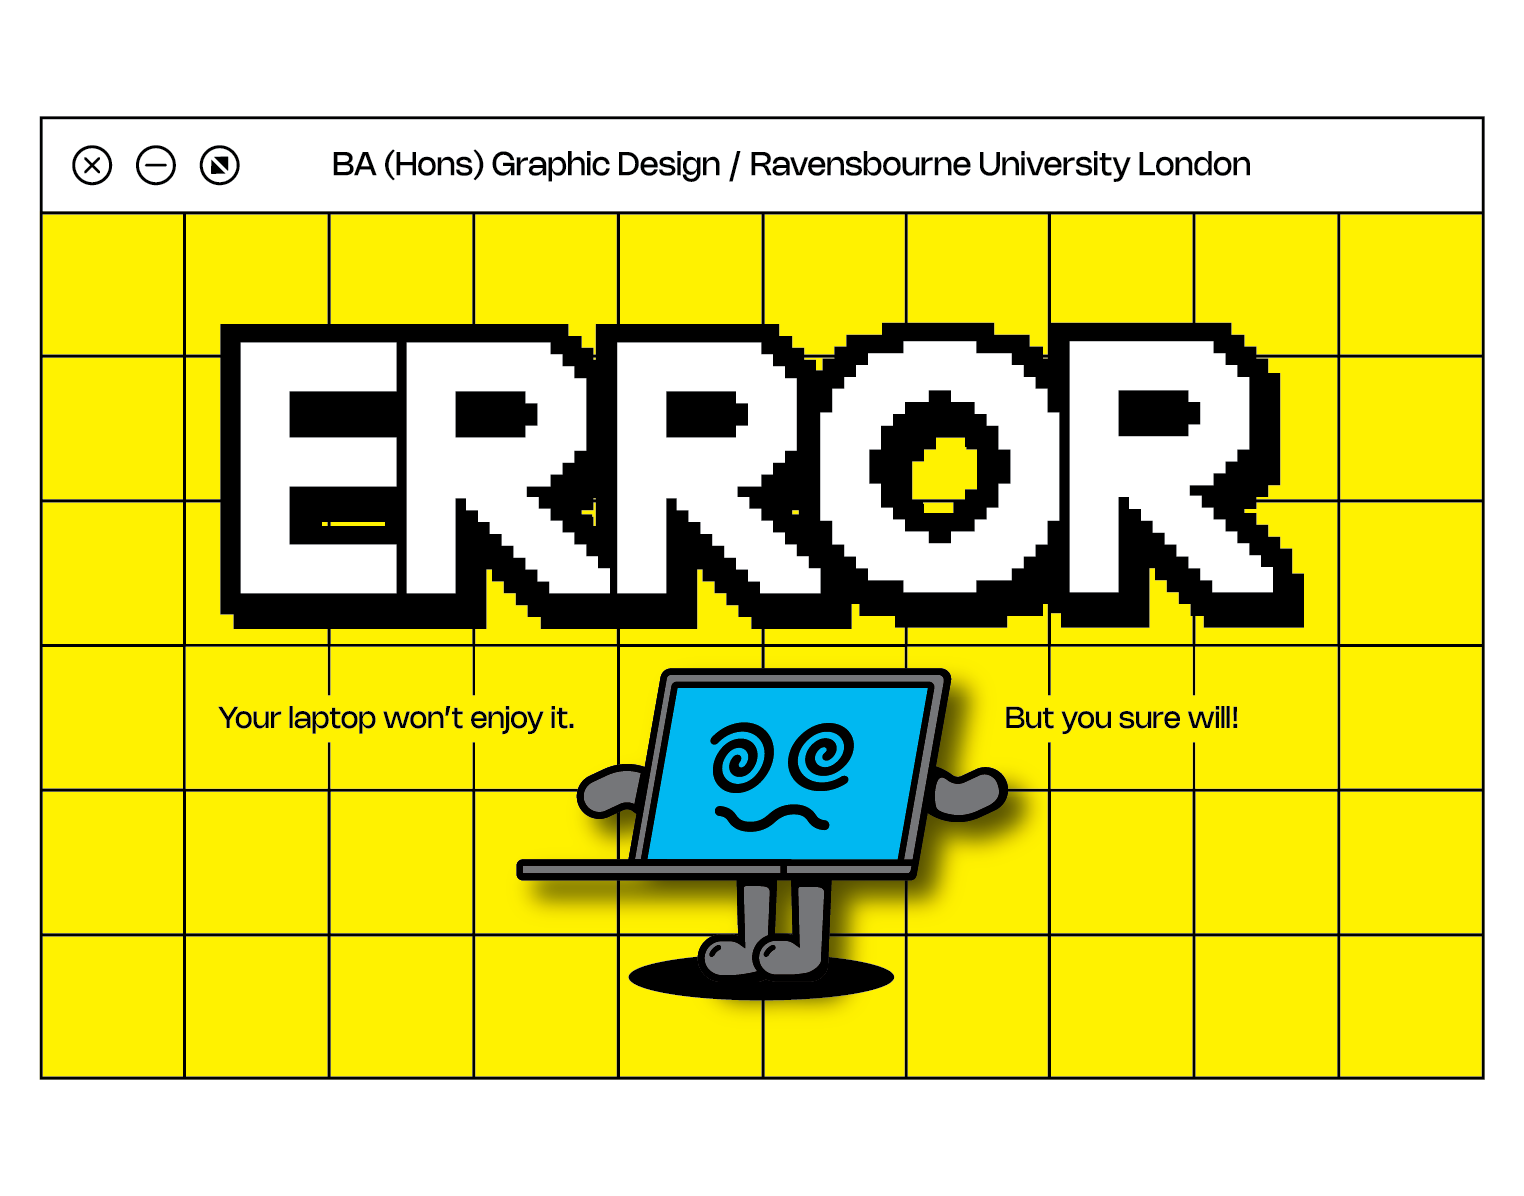 BA (Hons) Graphic Design / Ravensbourne University London
ERROR
Your laptop won't enjoy it.
But you sure will!